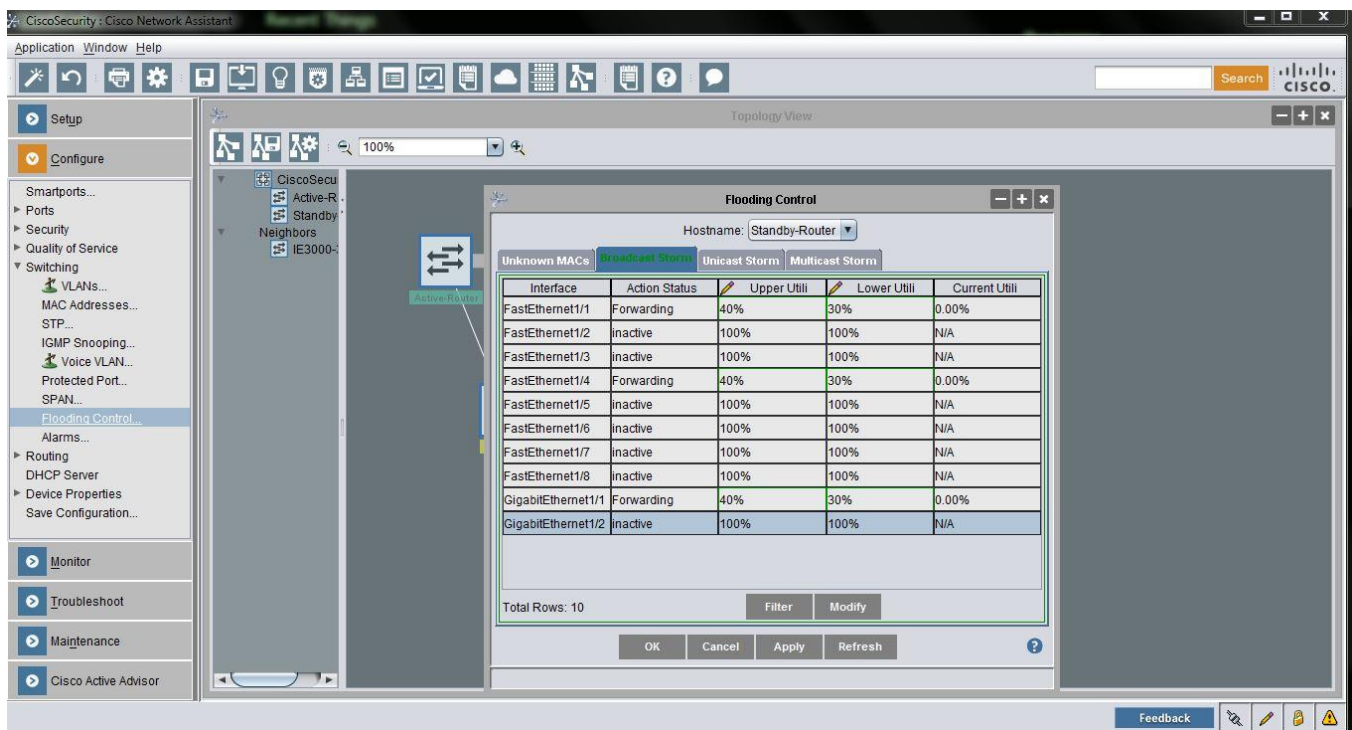 CiscoSecurity : Cisco Network Assistant
Application Window Help
Search
CISCO.
Setup
Configure
Smartports...
Ports
Security
Quality of Service
Switching
VLANs...
MAC Addresses...
STP...
IGMP Snooping...
Voice VLAN...
Protected Port...
SPAN...
Flooding Control...
Alarms...
Routing
DHCP Server
Device Properties
Save Configuration...
Monitor
Troubleshoot
Maintenance
Cisco Active Advisor
Topology View
100%
CiscoSecu
Active-R
Standby
Neighbors
IE3000-
Active-Router
Flooding Control
Hostname: Standby-Router
Unknown MACs Broadcast Storm Unicast Storm Multicast Storm
Interface Action Status Upper Utili Lower Utili Current Utili
FastEthernet1/1 Forwarding 40% 30% 0.00%
FastEthernet1/2 inactive 100% 100% N/A
FastEthernet1/3 inactive 100% 100% N/A
FastEthernet1/4 Forwarding 40% 30% 0.00%
FastEthernet1/5 inactive 100% 100% N/A
FastEthernet1/6 inactive 100% 100% N/A
FastEthernet1/7 inactive 100% 100% N/A
FastEthernet1/8 inactive 100% 100% N/A
GigabitEthernet1/1 Forwarding 40% 30% 0.00%
GigabitEthernet1/2 inactive 100% 100% N/A
Total Rows: 10
Filter Modify
OK Cancel Apply Refresh
Feedback